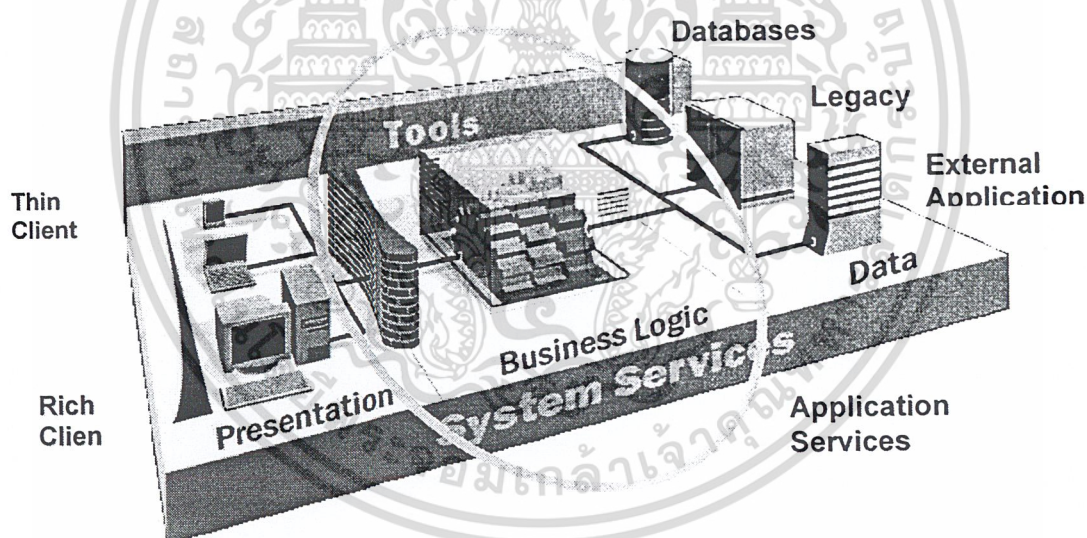 Databases
Legacy
External
Application
Tools
Thin
Client
Data
Business Logic
Presentation
System Services
Rich
Clien
Application
Services